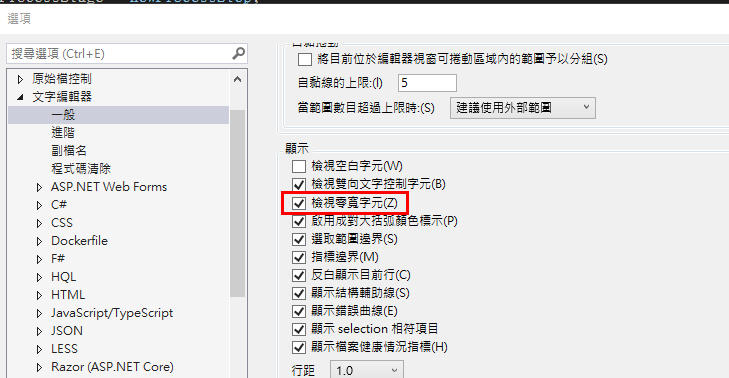 選項
搜尋選項 (Ctrl+E)
原始檔控制
文字編輯器
一般
進階
副檔名
程式碼清除
ASP.NET Web Forms
C#
CSS
Dockerfile
F#
HQL
HTML
JavaScript/TypeScript
JSON
LESS
Razor (ASP.NET Core)
將目前位於編輯器視窗可捲動區域內的範圍予以分組(S)
自黏線的上限:(I) 5
當範圍數目超過上限時:(S) 建議使用外部範圍
顯示
檢視空白字元(W)
檢視雙向文字控制字元(B)
檢視零寬字元(Z)
啟用成對大括弧顏色標示(P)
選取範圍邊界(S)
指標邊界(M)
反白顯示目前行(C)
顯示結構輔助線(S)
顯示錯誤曲線(E)
顯示 selection 相符項目
顯示檔案健康情況指標(H)
行距 1.0